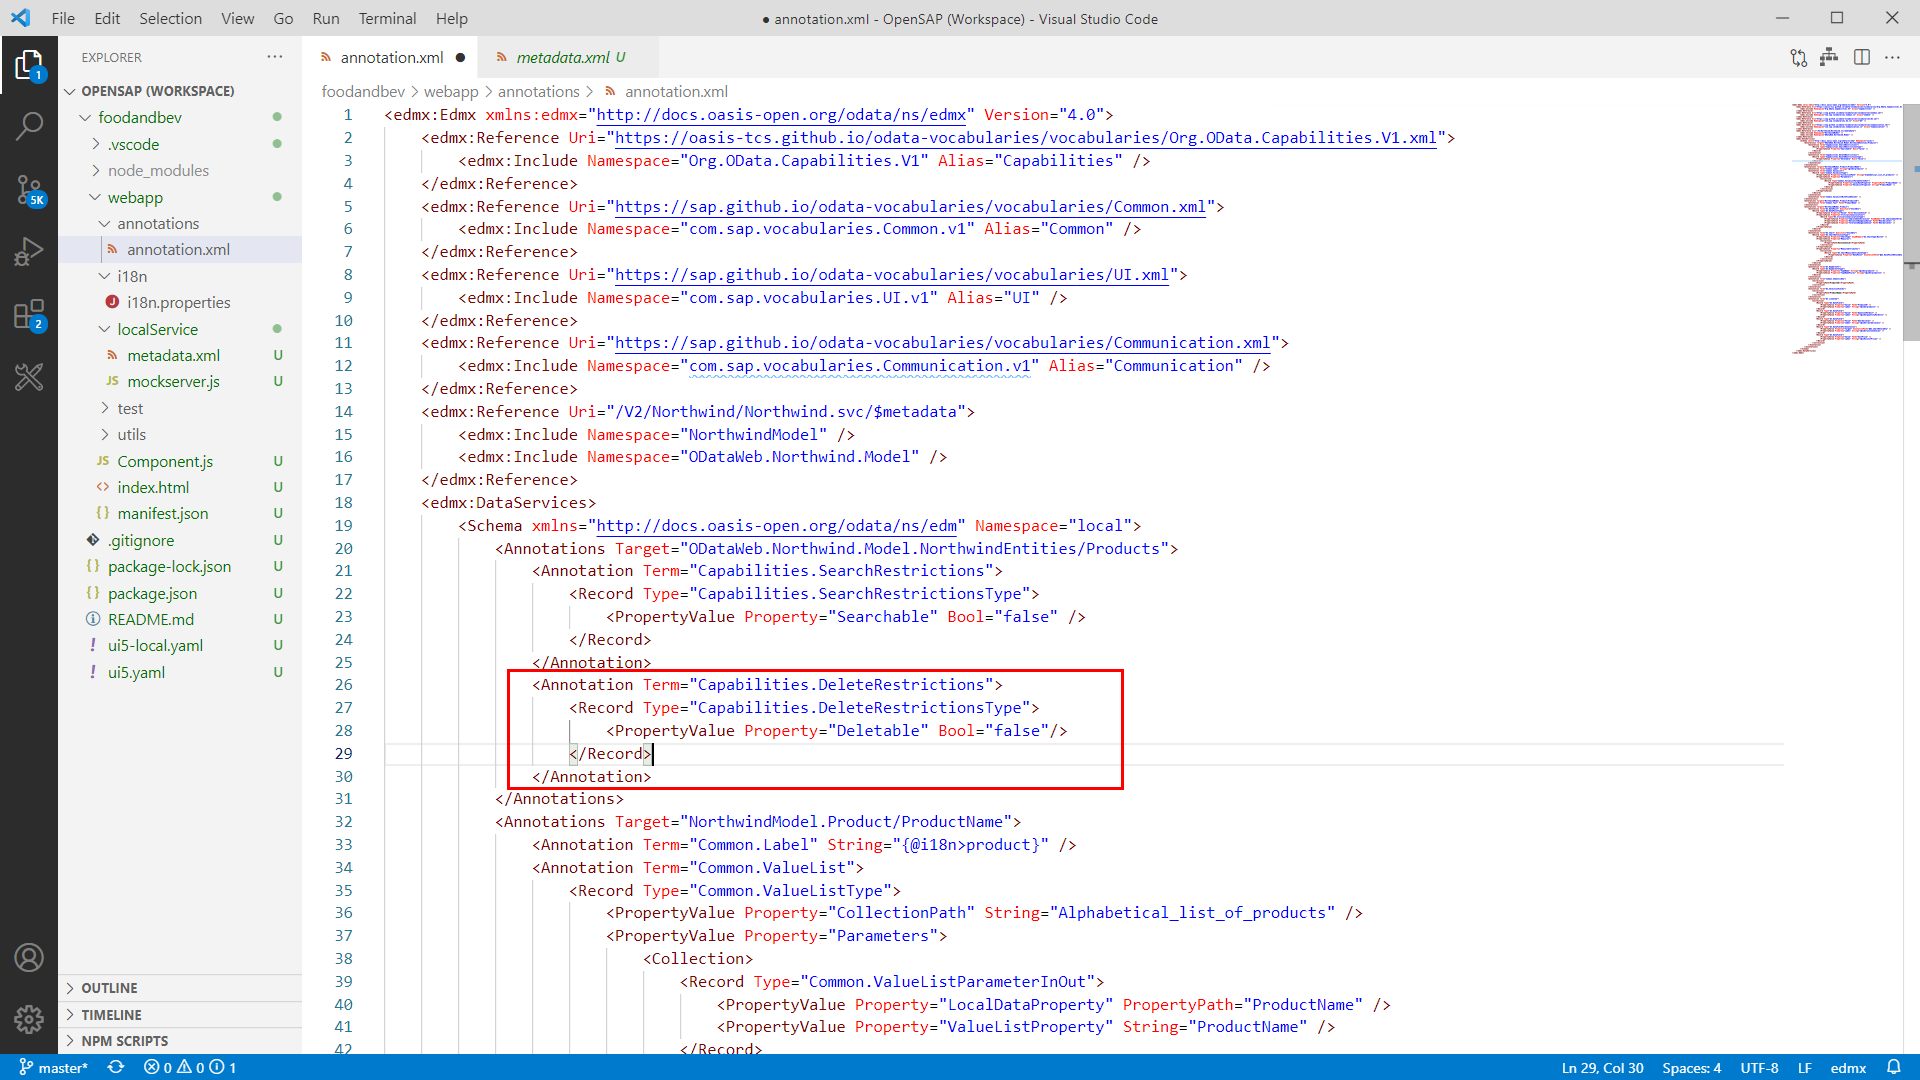 File Edit Selection View Go Run Terminal Help
● annotation.xml - OpenSAP (Workspace) - Visual Studio Code
EXPLORER
OPENSAP (WORKSPACE)
foodandbev
.vscode
node_modules
webapp
annotations
annotation.xml
i18n
i18n.properties
localService
metadata.xml U
mockserver.js U
test
utils
Component.js U
index.html U
manifest.json U
.gitignore U
package-lock.json U
package.json U
README.md U
ui5-local.yaml U
ui5.yaml U
OUTLINE
TIMELINE
NPM SCRIPTS
1
5K
2
annotation.xml ●
metadata.xml U
foodandbev > webapp > annotations > annotation.xml
1 <edmx:Edmx xmlns:edmx="http://docs.oasis-open.org/odata/ns/edmx" Version="4.0">
2 <edmx:Reference Uri="https://oasis-tcs.github.io/odata-vocabularies/vocabularies/Org.OData.Capabilities.V1.xml">
3 <edmx:Include Namespace="Org.OData.Capabilities.V1" Alias="Capabilities" />
4 </edmx:Reference>
5 <edmx:Reference Uri="https://sap.github.io/odata-vocabularies/vocabularies/Common.xml">
6 <edmx:Include Namespace="com.sap.vocabularies.Common.v1" Alias="Common" />
7 </edmx:Reference>
8 <edmx:Reference Uri="https://sap.github.io/odata-vocabularies/vocabularies/UI.xml">
9 <edmx:Include Namespace="com.sap.vocabularies.UI.v1" Alias="UI" />
10 </edmx:Reference>
11 <edmx:Reference Uri="https://sap.github.io/odata-vocabularies/vocabularies/Communication.xml">
12 <edmx:Include Namespace="com.sap.vocabularies.Communication.v1" Alias="Communication" />
13 </edmx:Reference>
14 <edmx:Reference Uri="/V2/Northwind/Northwind.svc/$metadata">
15 <edmx:Include Namespace="NorthwindModel" />
16 <edmx:Include Namespace="ODataWeb.Northwind.Model" />
17 </edmx:Reference>
18 <edmx:DataServices>
19 <Schema xmlns="http://docs.oasis-open.org/odata/ns/edm" Namespace="local">
20 <Annotations Target="ODataWeb.Northwind.Model.NorthwindEntities/Products">
21 <Annotation Term="Capabilities.SearchRestrictions">
22 <Record Type="Capabilities.SearchRestrictionsType">
23 <PropertyValue Property="Searchable" Bool="false" />
24 </Record>
25 </Annotation>
26 <Annotation Term="Capabilities.DeleteRestrictions">
27 <Record Type="Capabilities.DeleteRestrictionsType">
28 <PropertyValue Property="Deletable" Bool="false"/>
29 </Record>
30 </Annotation>
31 </Annotations>
32 <Annotations Target="NorthwindModel.Product/ProductName">
33 <Annotation Term="Common.Label" String="{@i18n>product}" />
34 <Annotation Term="Common.ValueList">
35 <Record Type="Common.ValueListType">
36 <PropertyValue Property="CollectionPath" String="Alphabetical_list_of_products" />
37 <PropertyValue Property="Parameters">
38 <Collection>
39 <Record Type="Common.ValueListParameterInOut">
40 <PropertyValue Property="LocalDataProperty" PropertyPath="ProductName" />
41 <PropertyValue Property="ValueListProperty" String="ProductName" />
42 </Record>
master* 0 0 1
Ln 29, Col 30 Spaces: 4 UTF-8 LF edmx